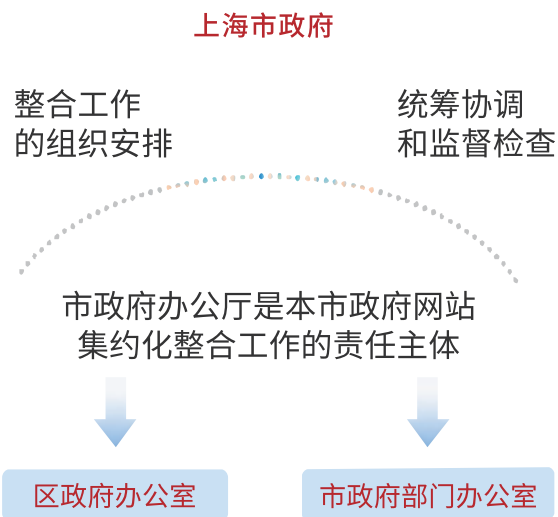 上海市政府
整合工作
的组织安排
统筹协调
和监督检查
市政府办公厅是本市政府网站
集约化整合工作的责任主体
区政府办公室
市政府部门办公室